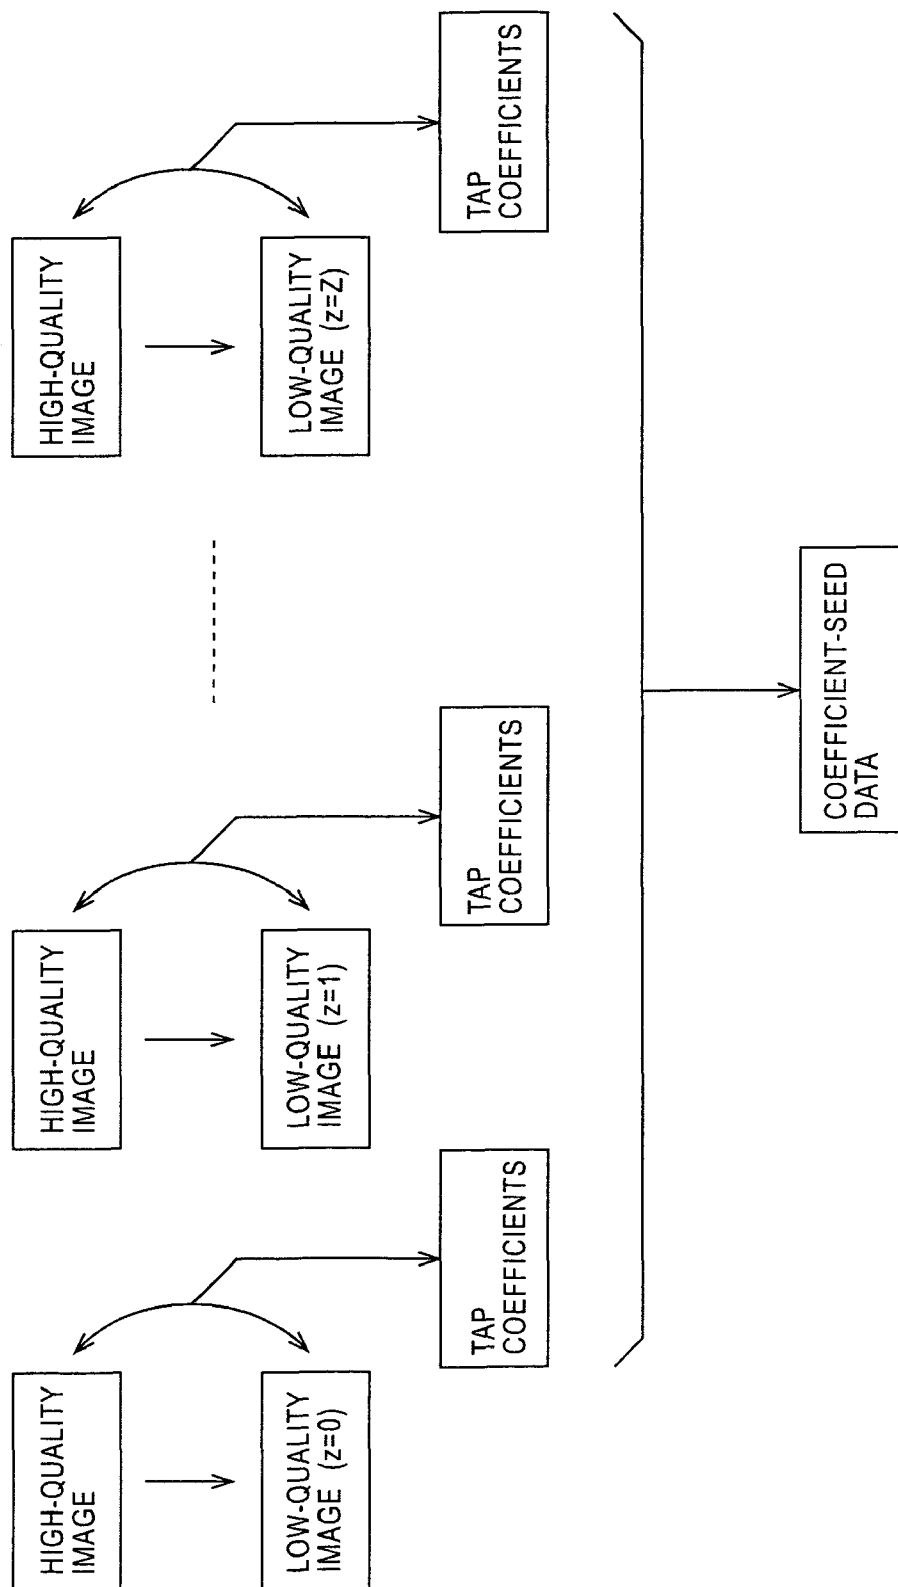 HIGH-QUALITY
IMAGE
LOW-QUALITY
IMAGE (z=0)
TAP
COEFFICIENTS
HIGH-QUALITY
IMAGE
LOW-QUALITY
IMAGE (z=1)
TAP
COEFFICIENTS
HIGH-QUALITY
IMAGE
LOW-QUALITY
IMAGE (z=Z)
TAP
COEFFICIENTS
COEFFICIENT-SEED
DATA